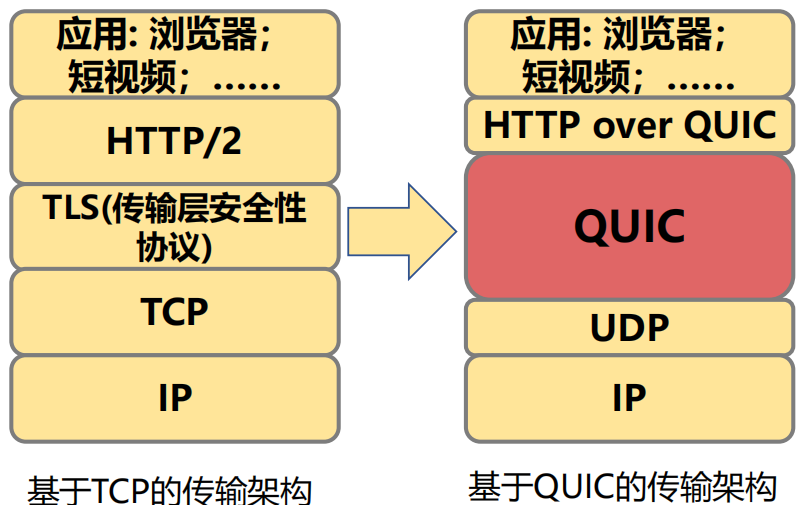 应用: 浏览器；
短视频；……
HTTP/2
TLS(传输层安全性
协议)
TCP
IP
基于TCP的传输架构
应用: 浏览器；
短视频；……
HTTP over QUIC
QUIC
UDP
IP
基于QUIC的传输架构